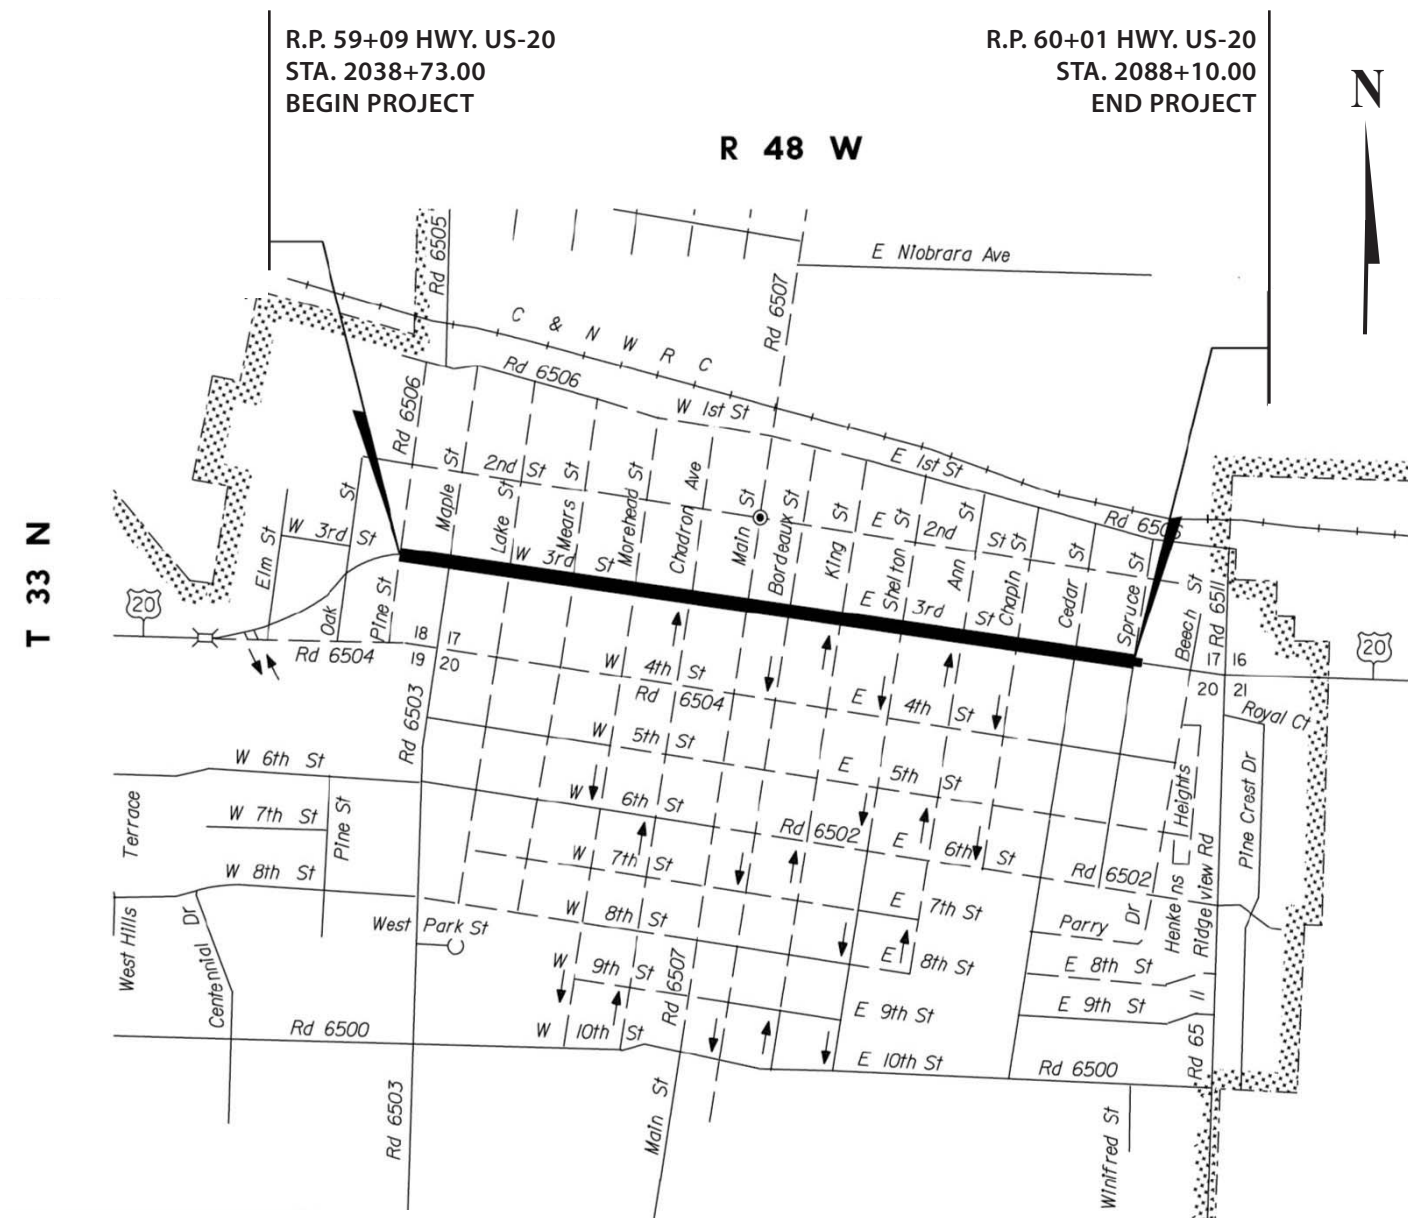 R.P. 59+09 HWY. US-20
STA. 2038+73.00
BEGIN PROJECT
R.P. 60+01 HWY. US-20
STA. 2088+10.00
END PROJECT
N
R 48 W
T 33 N
E Niobrara Ave
Rd 6505
Rd 6507
C & N W R C
Rd 6506
W 1st St
E 1st St
Rd 6506
Rd 6506
2nd St
E 2nd St
W 3rd St
W 3rd St
E 3rd St
Elm St
Oak St
Pine St
Maple St
Lake St
Mears St
Morehead St
Chadron Ave
Main St
Bordeaux St
King St
Shelton St
Ann St
Chapin St
Cedar St
Spruce St
Beech St
Rd 6511
20
20
18 17
19 20
17 16
20 21
Rd 6504
W 4th St
Rd 6504
E 4th St
Royal Ct
Rd 6503
W 5th St
E 5th St
W 6th St
W 6th St
Rd 6502
E 6th St
Rd 6502
W 7th St
Pine St
W 7th St
E 7th St
Terrace
West Hills
W 8th St
Centennial Dr
West Park St
W 8th St
E 8th St
Parry Dr
E 8th St
Henkens Heights
Ridgeview Rd
Pine Crest Dr
W 9th St
Rd 6507
E 9th St
E 9th St
Rd 65 11
Rd 6500
W 10th St
E 10th St
Rd 6500
Rd 6503
Main St
Winifred St